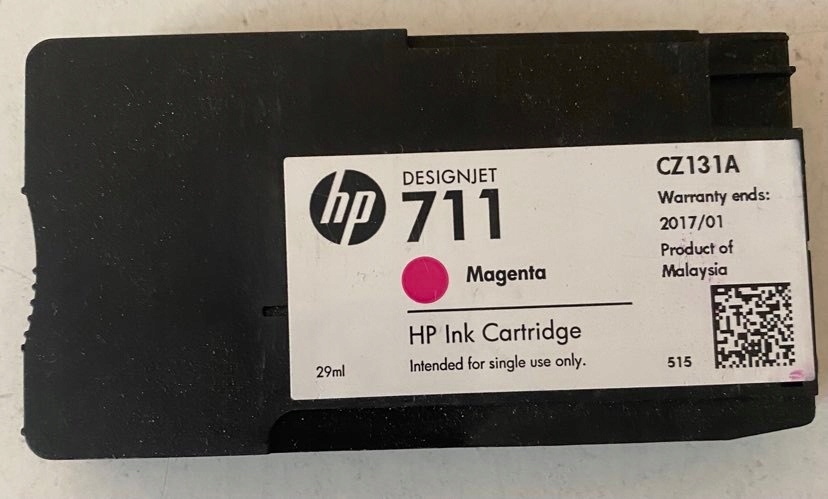 hp
DESIGNJET
711
Magenta
HP Ink Cartridge
29ml
Intended for single use only.
CZ131A
Warranty ends:
2017/01
Product of
Malaysia
515